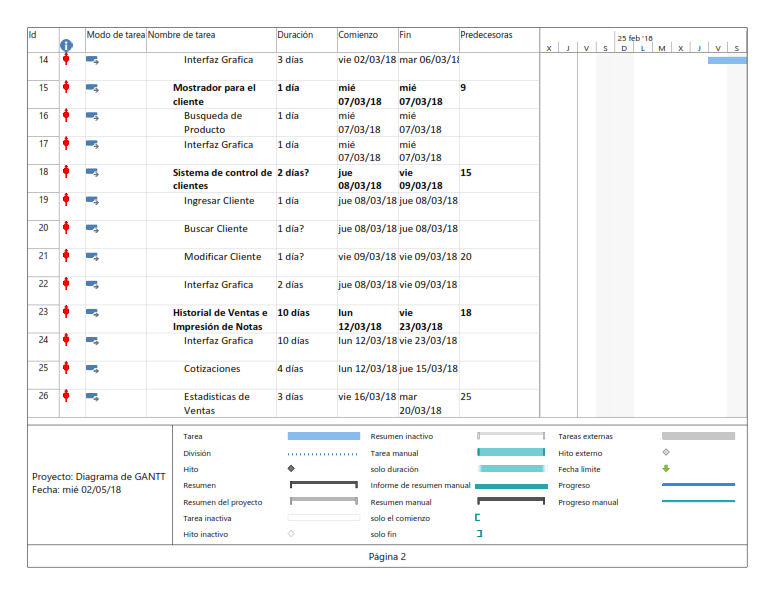 Id Modo de tarea Nombre de tarea Duración Comienzo Fin Predecesoras
25 feb '18
X J V S D L M X J V S
14 Interfaz Grafica 3 días vie 02/03/18 mar 06/03/18
15 Mostrador para el 1 día mié mié 9
cliente 07/03/18 07/03/18
16 Busqueda de 1 día mié mié
Producto 07/03/18 07/03/18
17 Interfaz Grafica 1 día mié mié
07/03/18 07/03/18
18 Sistema de control de 2 días? jue vie 15
clientes 08/03/18 09/03/18
19 Ingresar Cliente 1 día jue 08/03/18 jue 08/03/18
20 Buscar Cliente 1 día? jue 08/03/18 jue 08/03/18
21 Modificar Cliente 1 día? vie 09/03/18 vie 09/03/18 20
22 Interfaz Grafica 2 días jue 08/03/18 vie 09/03/18
23 Historial de Ventas e 10 días lun vie 18
Impresión de Notas 12/03/18 23/03/18
24 Interfaz Grafica 10 días lun 12/03/18 vie 23/03/18
25 Cotizaciones 4 días lun 12/03/18 jue 15/03/18
26 Estadisticas de 3 días vie 16/03/18 mar 25
Ventas 20/03/18
Proyecto: Diagrama de GANTT
Fecha: mié 02/05/18
Tarea Resumen inactivo Tareas externas
División Tarea manual Hito externo
Hito solo duración Fecha límite
Resumen Informe de resumen manual Progreso
Resumen del proyecto Resumen manual Progreso manual
Tarea inactiva solo el comienzo
Hito inactivo solo fin
Página 2